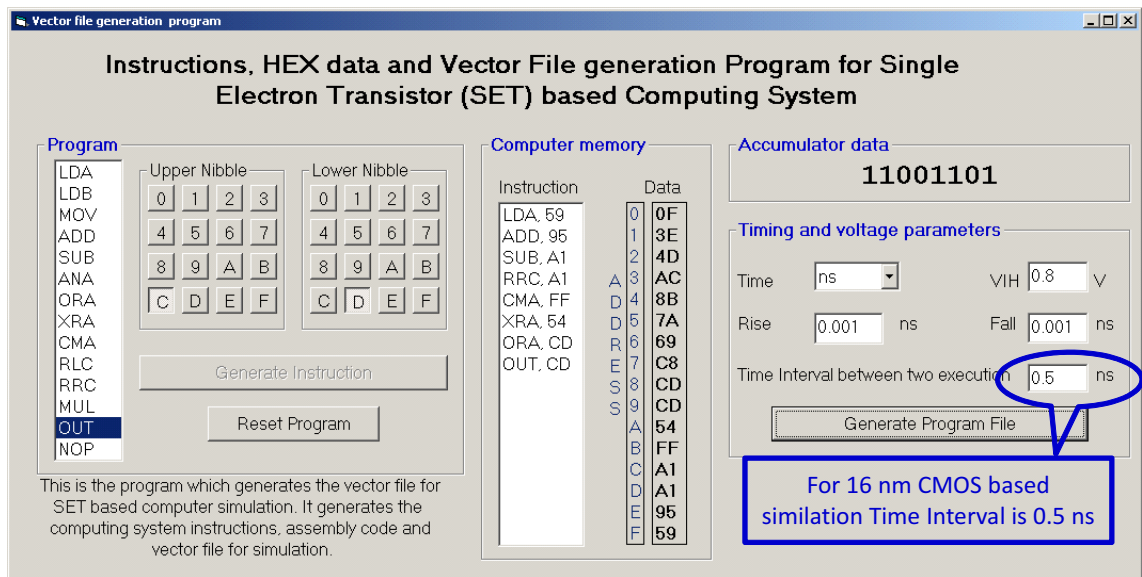 Vector file generation program
Instructions, HEX data and Vector File generation Program for Single
Electron Transistor (SET) based Computing System
Program
LDA
LDB
MOV
ADD
SUB
ANA
ORA
XRA
CMA
RLC
RRC
MUL
OUT
NOP
Upper Nibble
0 1 2 3
4 5 6 7
8 9 A B
C D E F
Lower Nibble
0 1 2 3
4 5 6 7
8 9 A B
C D E F
Generate Instruction
Reset Program
This is the program which generates the vector file for
SET based computer simulation. It generates the
computing system instructions, assembly code and
vector file for simulation.
Computer memory
Instruction
LDA, 59
ADD, 95
SUB, A1
RRC, A1
CMA, FF
XRA, 54
ORA, CD
OUT, CD
ADDRESS
Data
0 0F
1 3E
2 4D
3 AC
4 8B
5 7A
6 69
7 C8
8 CD
9 CD
A 54
B FF
C A1
D A1
E 95
F 59
Accumulator data
11001101
Timing and voltage parameters
Time ns VIH 0.8 V
Rise 0.001 ns Fall 0.001 ns
Time Interval between two execution 0.5 ns
Generate Program File
For 16 nm CMOS based
similation Time Interval is 0.5 ns